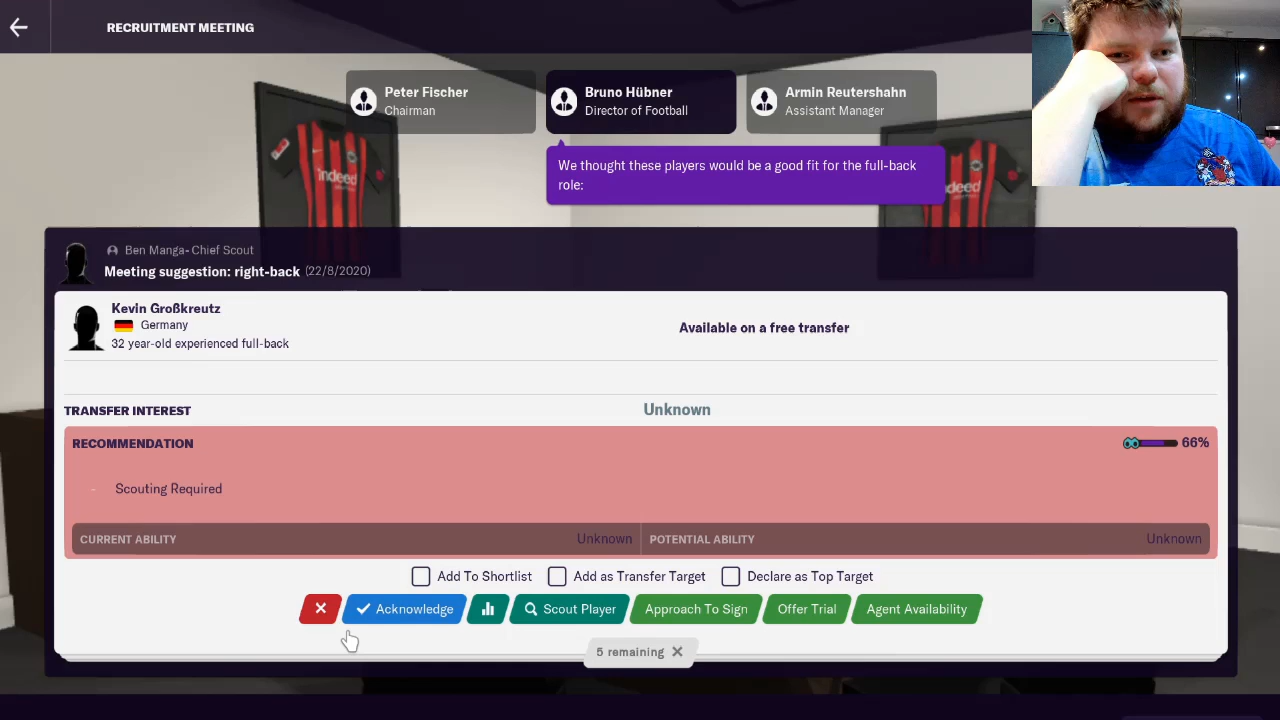 RECRUITMENT MEETING
Peter Fischer
Chairman
Bruno Hübner
Director of Football
Armin Reutershahn
Assistant Manager
We thought these players would be a good fit for the full-back
role:
indeed
Ben Manga- Chief Scout
Meeting suggestion: right-back (22/8/2020)
Kevin Großkreutz
Germany
32 year-old experienced full-back
Available on a free transfer
TRANSFER INTEREST
Unknown
RECOMMENDATION
66%
- Scouting Required
CURRENT ABILITY Unknown
POTENTIAL ABILITY Unknown
Add To Shortlist
Add as Transfer Target
Declare as Top Target
Acknowledge
Scout Player
Approach To Sign
Offer Trial
Agent Availability
5 remaining